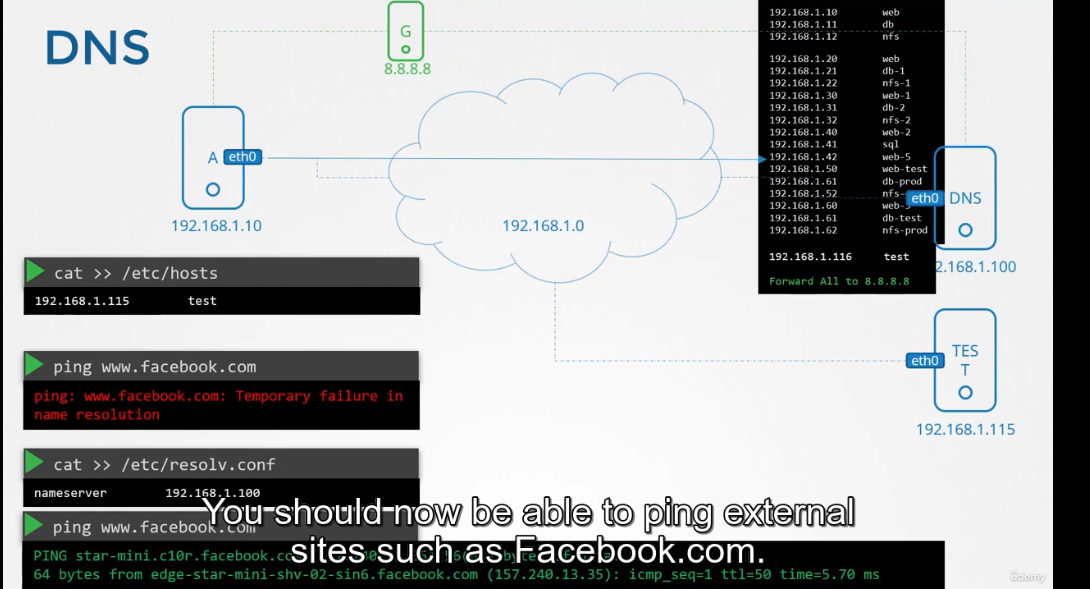 DNS
G
8.8.8.8
A
eth0
192.168.1.10
192.168.1.0
192.168.1.10 web
192.168.1.11 db
192.168.1.12 nfs
192.168.1.20 web
192.168.1.21 db-1
192.168.1.22 nfs-1
192.168.1.30 web-1
192.168.1.31 db-2
192.168.1.32 nfs-2
192.168.1.40 web-2
192.168.1.41 sql
192.168.1.42 web-5
192.168.1.50 web-test
192.168.1.61 db-prod
192.168.1.52 nfs-
192.168.1.60 web-
192.168.1.61 db-test
192.168.1.62 nfs-prod
192.168.1.116 test
Forward All to 8.8.8.8
eth0
DNS
2.168.1.100
cat >> /etc/hosts
192.168.1.115 test
ping www.facebook.com
ping: www.facebook.com: Temporary failure in
name resolution
eth0
TES
T
192.168.1.115
cat >> /etc/resolv.conf
nameserver 192.168.1.100
ping www.facebook.com
You should now be able to ping external
sites such as Facebook.com.
PING star-mini.c10r.facebook.
64 bytes from edge-star-mini-shv-02-sin6.facebook.com (157.240.13.35): icmp_seq=1 ttl=50 time=5.70 ms
ûdemy